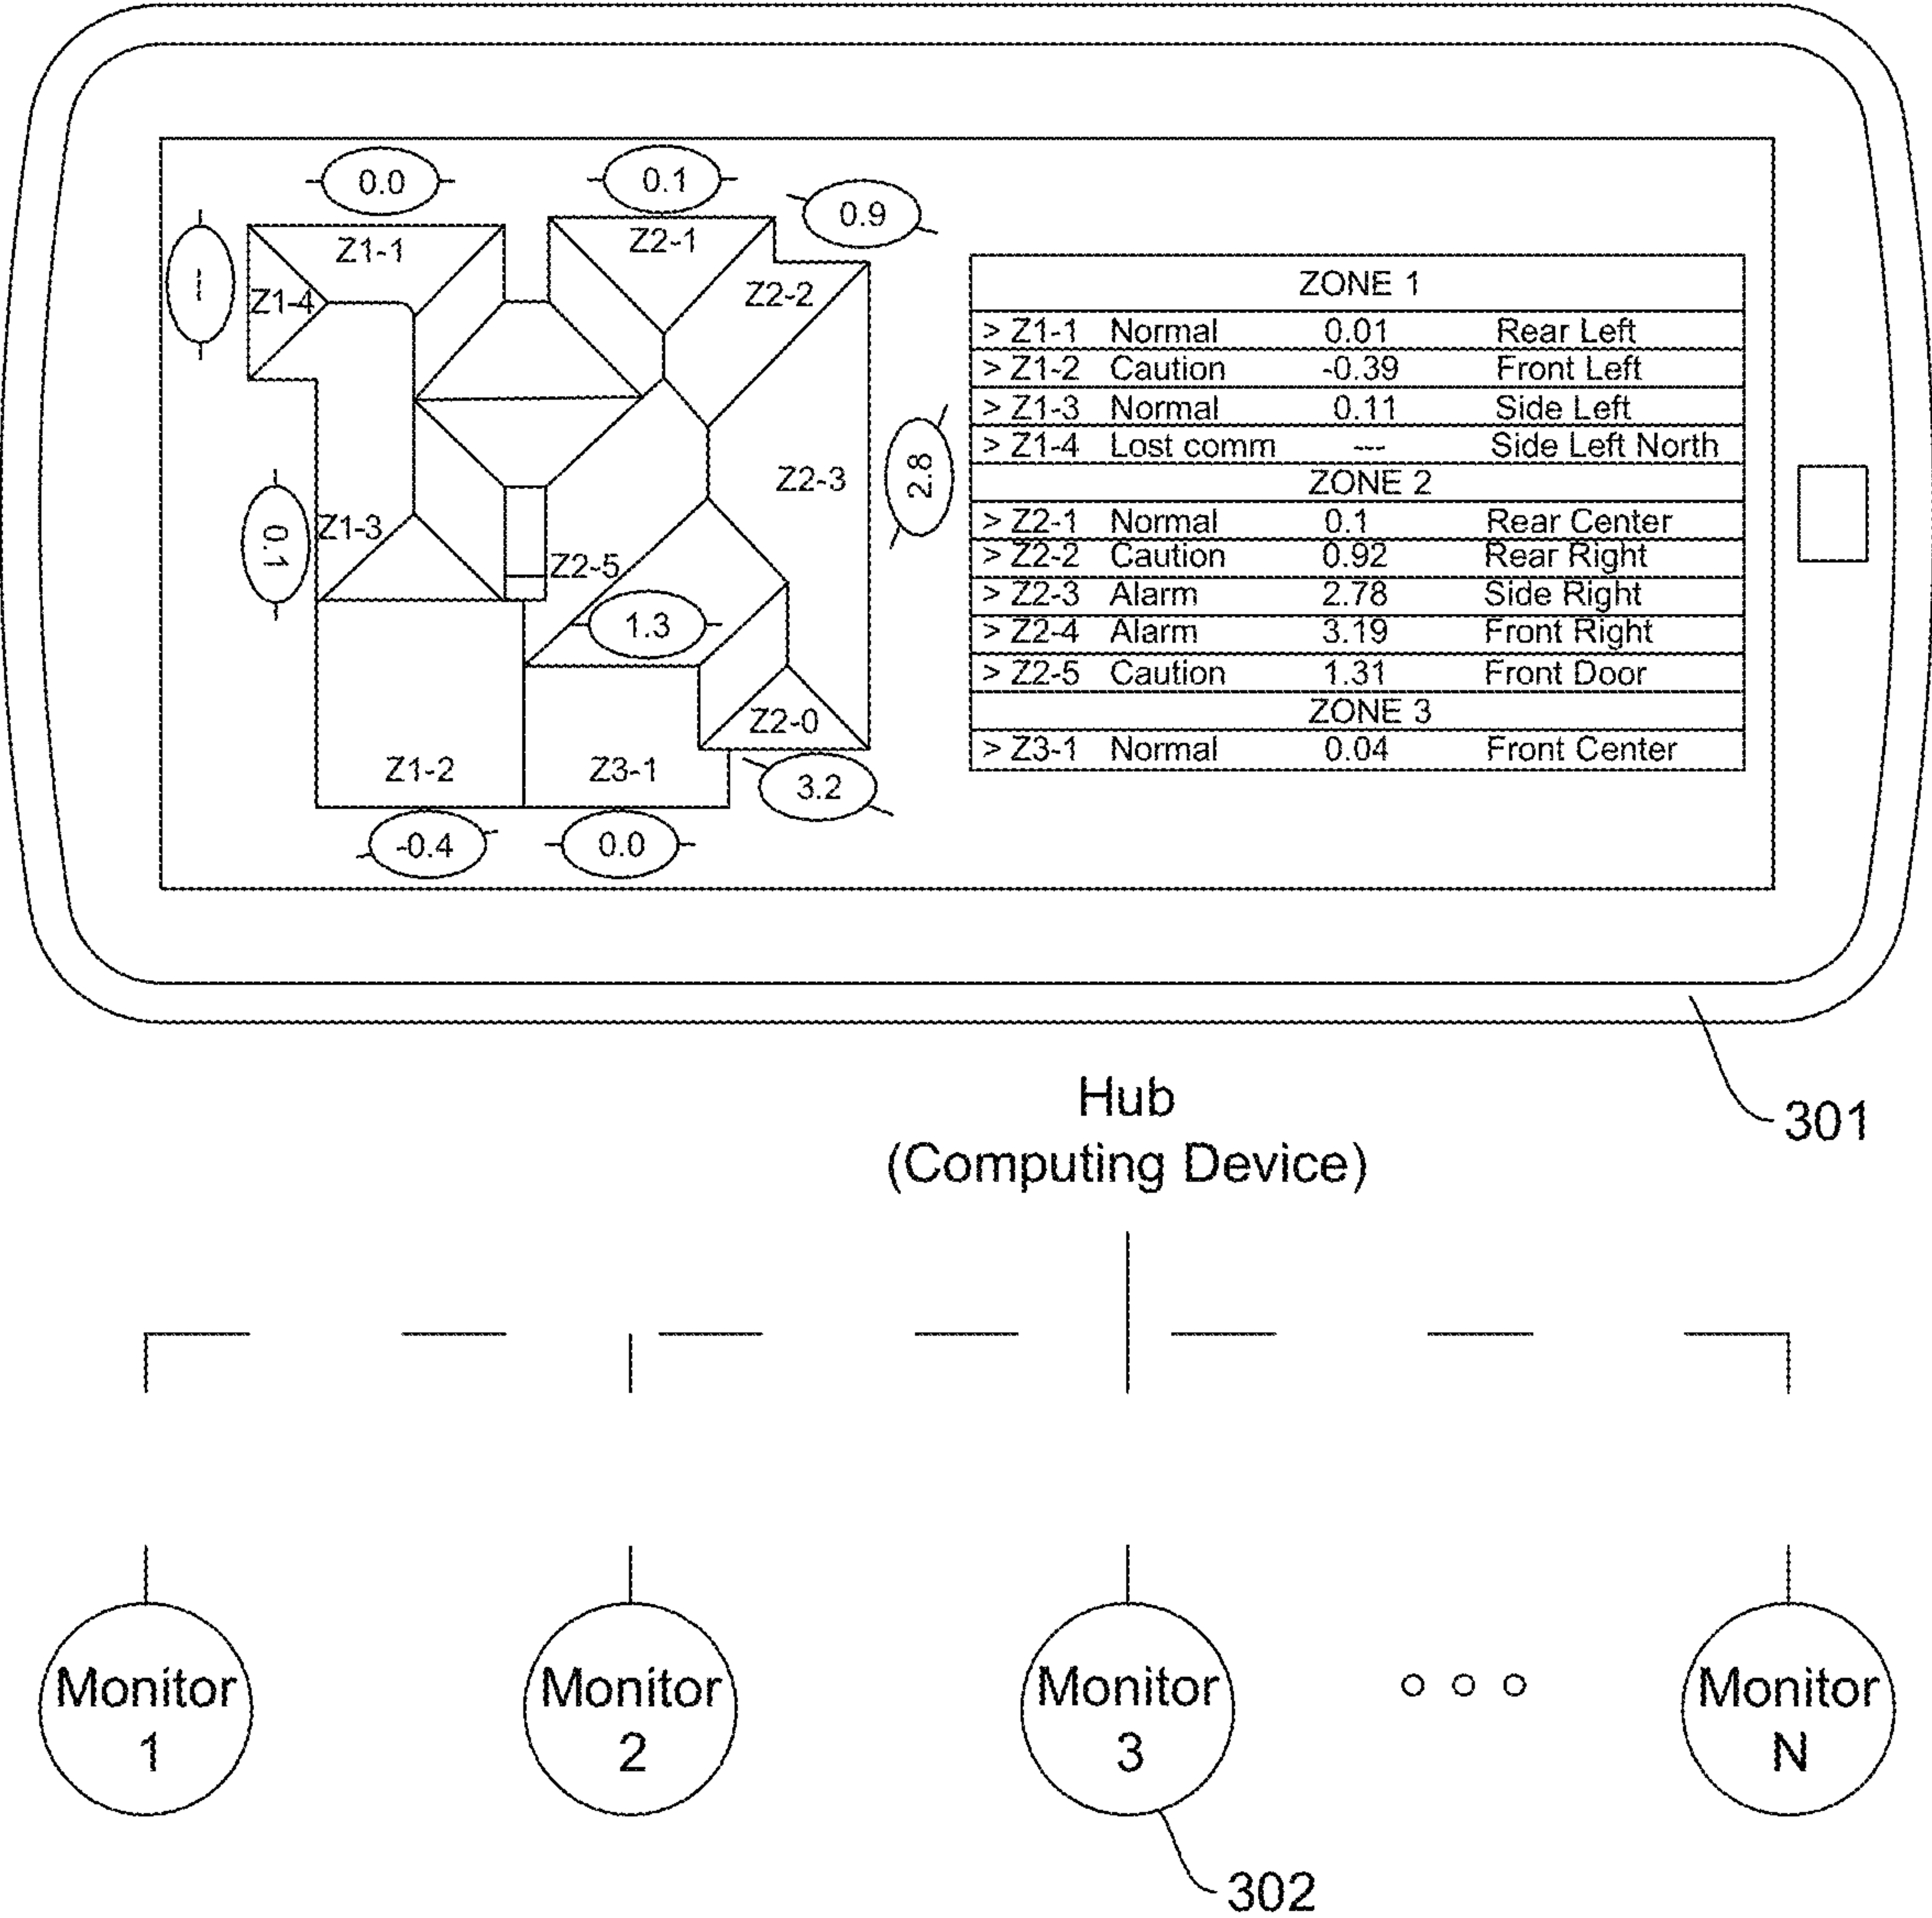 0.0
0.1
0.9
Z1-1
Z2-1
---
Z1-4
Z2-2
Z2-3
2.8
0.1
Z1-3
Z2-5
1.3
Z2-0
Z1-2
Z3-1
3.2
-0.4
0.0
ZONE 1
> Z1-1 Normal 0.01 Rear Left
> Z1-2 Caution -0.39 Front Left
> Z1-3 Normal 0.11 Side Left
> Z1-4 Lost comm --- Side Left North
ZONE 2
> Z2-1 Normal 0.1 Rear Center
> Z2-2 Caution 0.92 Rear Right
> Z2-3 Alarm 2.78 Side Right
> Z2-4 Alarm 3.19 Front Right
> Z2-5 Caution 1.31 Front Door
ZONE 3
> Z3-1 Normal 0.04 Front Center
301
Hub
(Computing Device)
Monitor
1
Monitor
2
Monitor
3
Monitor
N
302